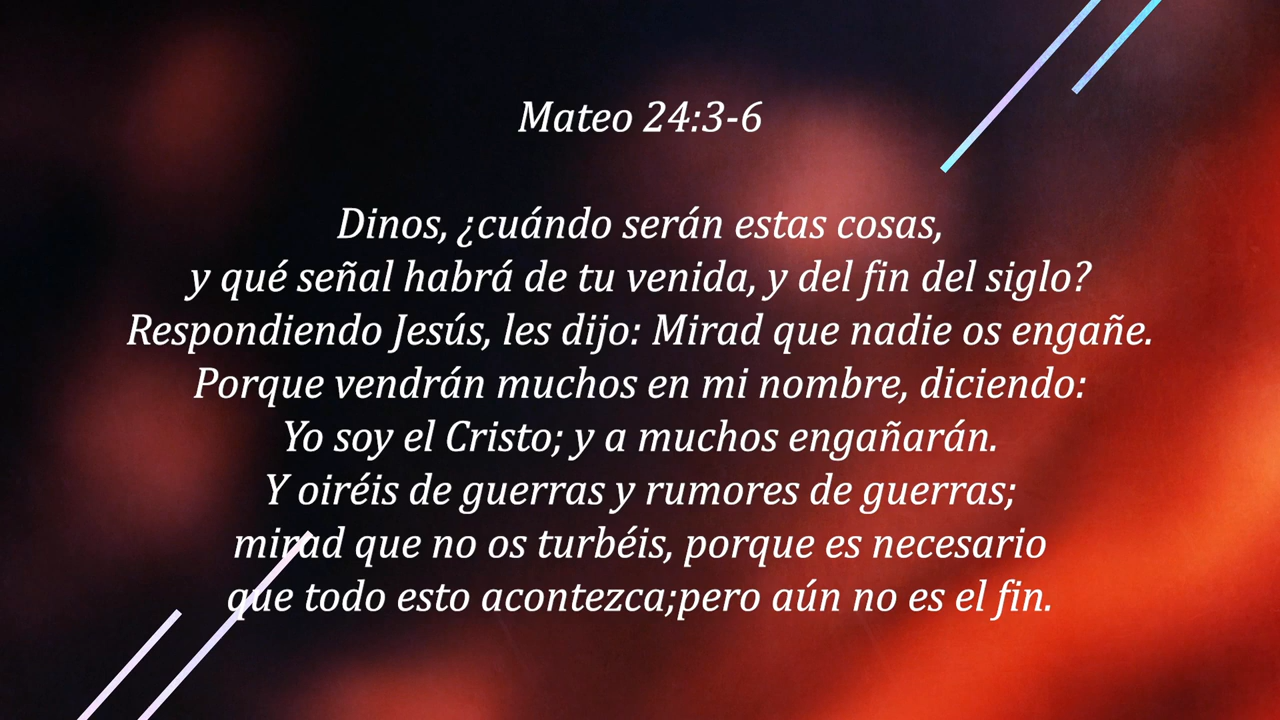 Mateo 24:3-6
Dinos, ¿cuándo serán estas cosas,
y qué señal habrá de tu venida, y del fin del siglo?
Respondiendo Jesús, les dijo: Mirad que nadie os engañe.
Porque vendrán muchos en mi nombre, diciendo:
Yo soy el Cristo; y a muchos engañarán.
Y oiréis de guerras y rumores de guerras;
mirad que no os turbéis, porque es necesario
que todo esto acontezca;pero aún no es el fin.